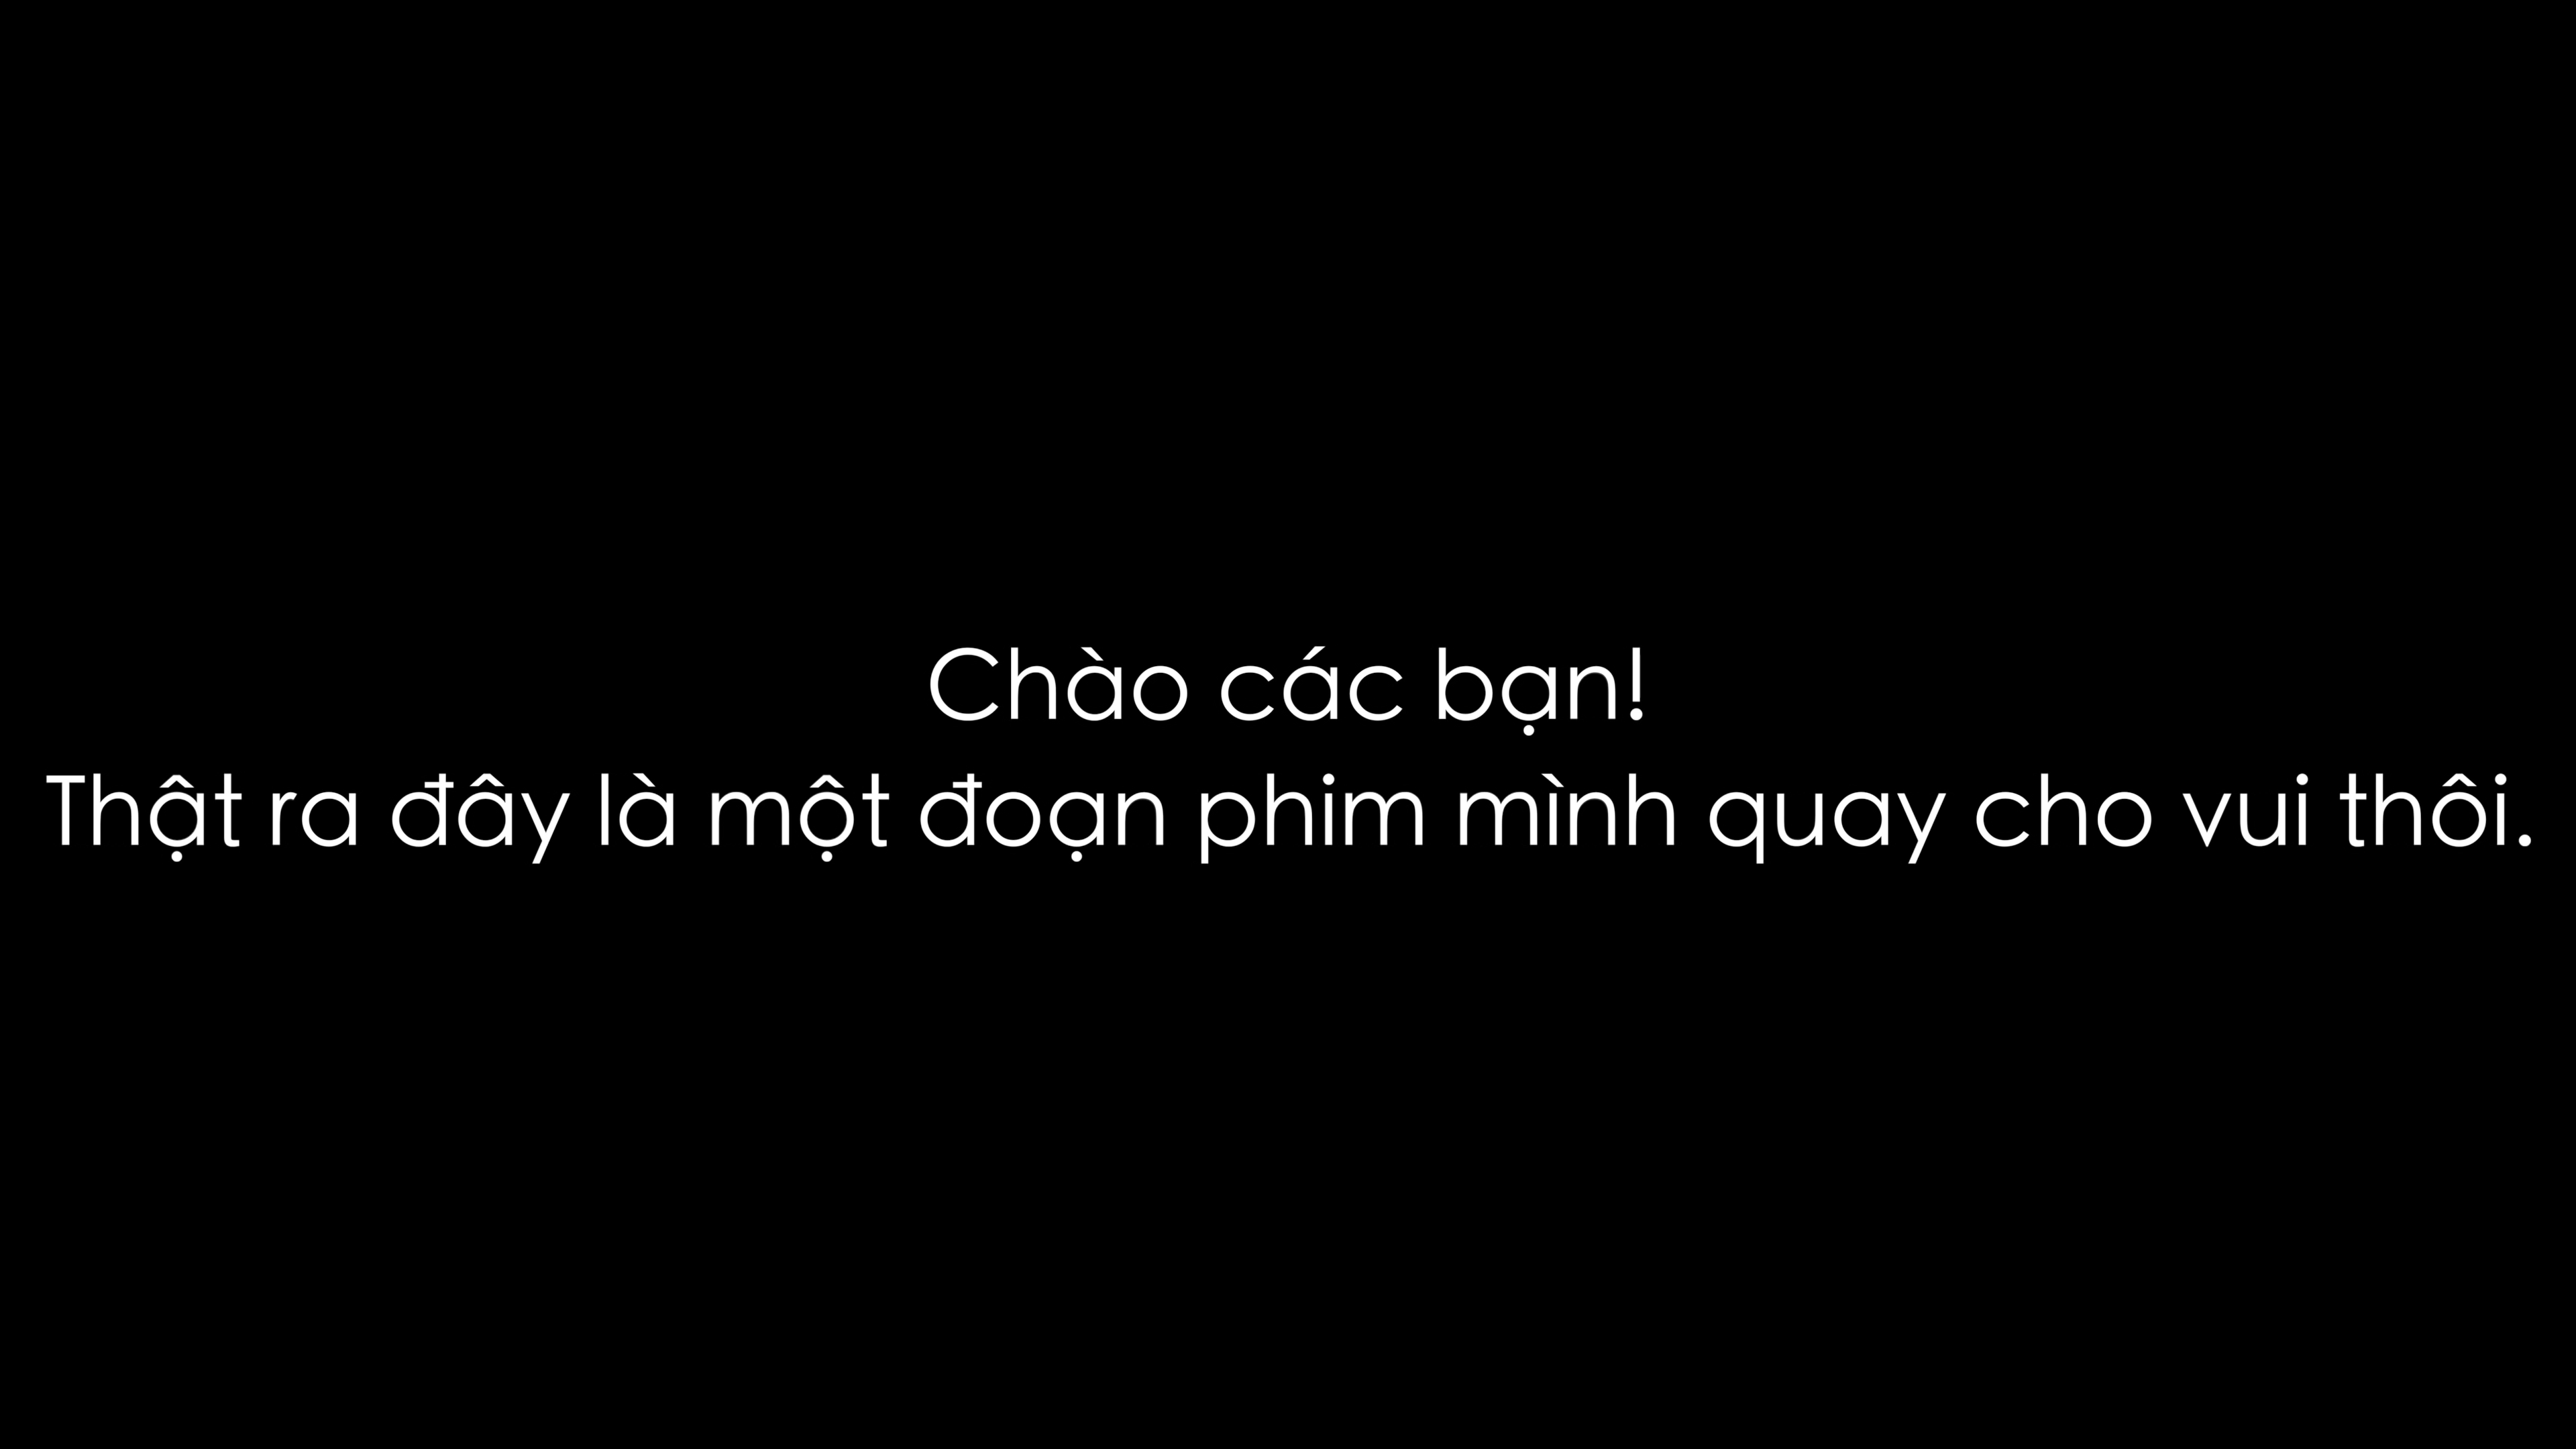 Chào các bạn!
Thật ra đây là một đoạn phim mình quay cho vui thôi.